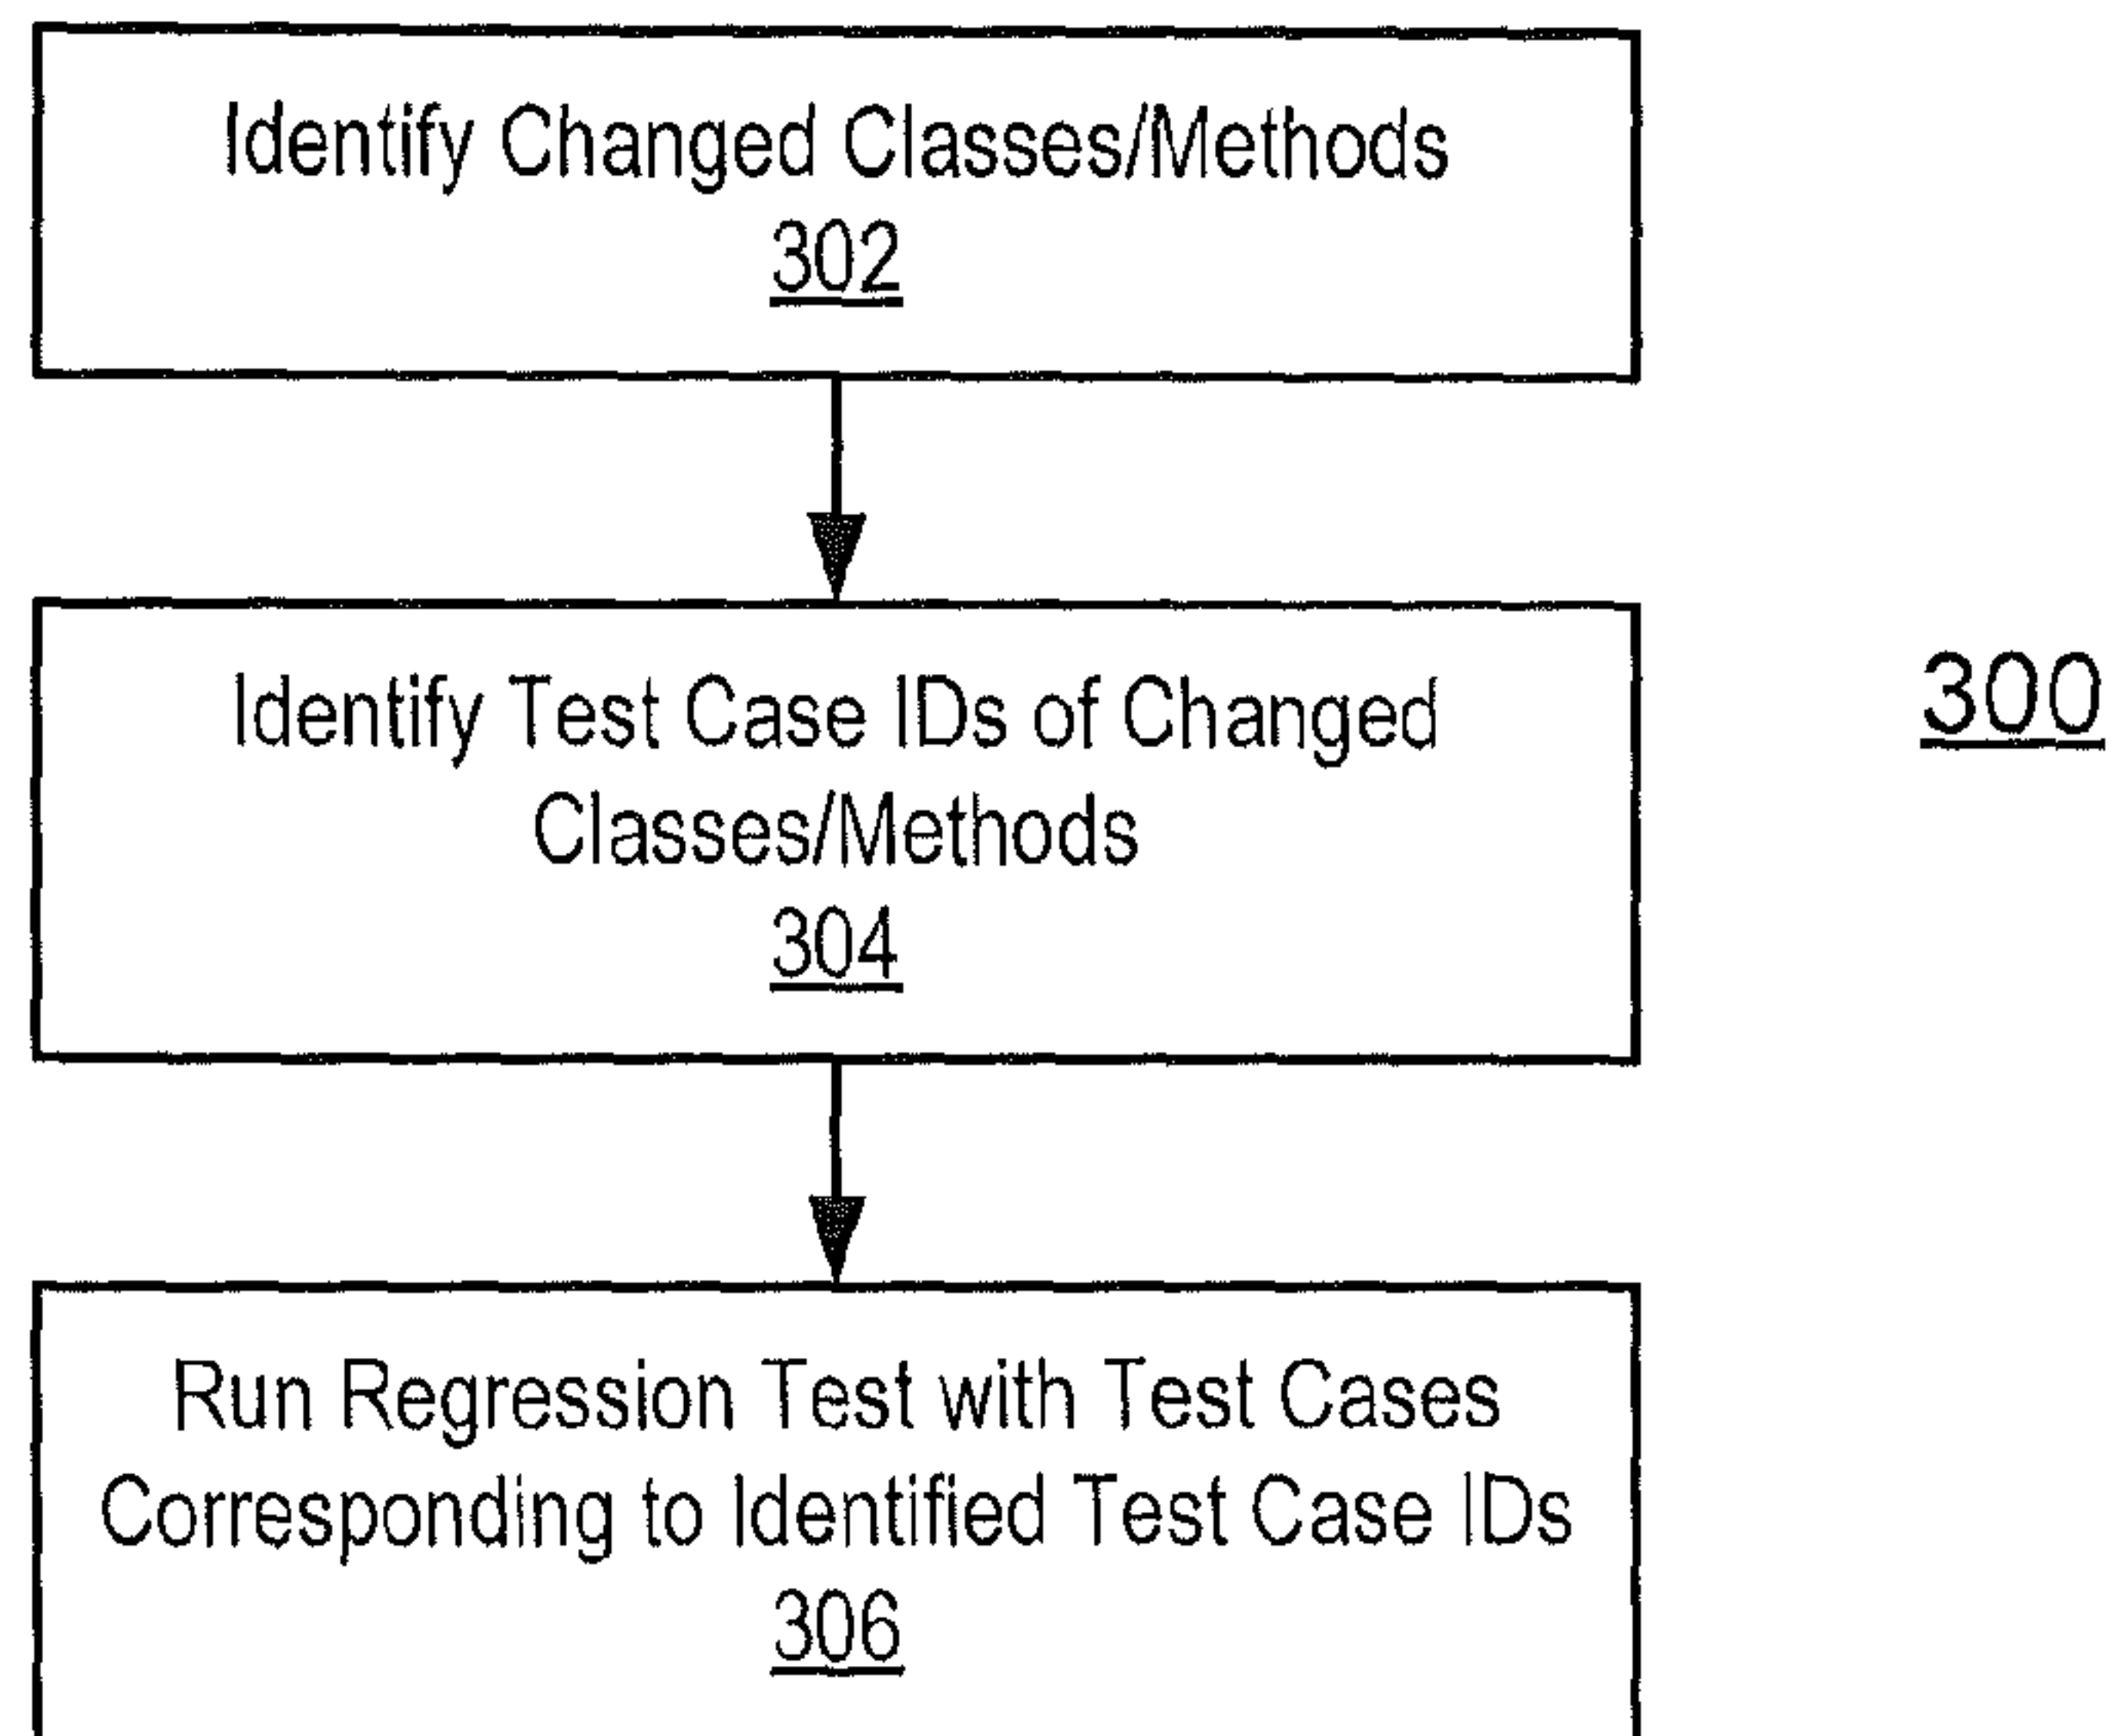 Identify Changed Classes/Methods
302
Identify Test Case IDs of Changed
Classes/Methods
304
300
Run Regression Test with Test Cases
Corresponding to Identified Test Case IDs
306